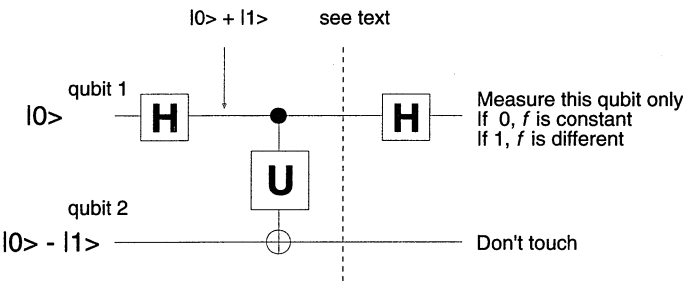 |0> + |1>
see text
qubit 1
|0>
H
H
Measure this qubit only
If 0, f is constant
If 1, f is different
U
qubit 2
|0> - |1>
Don't touch